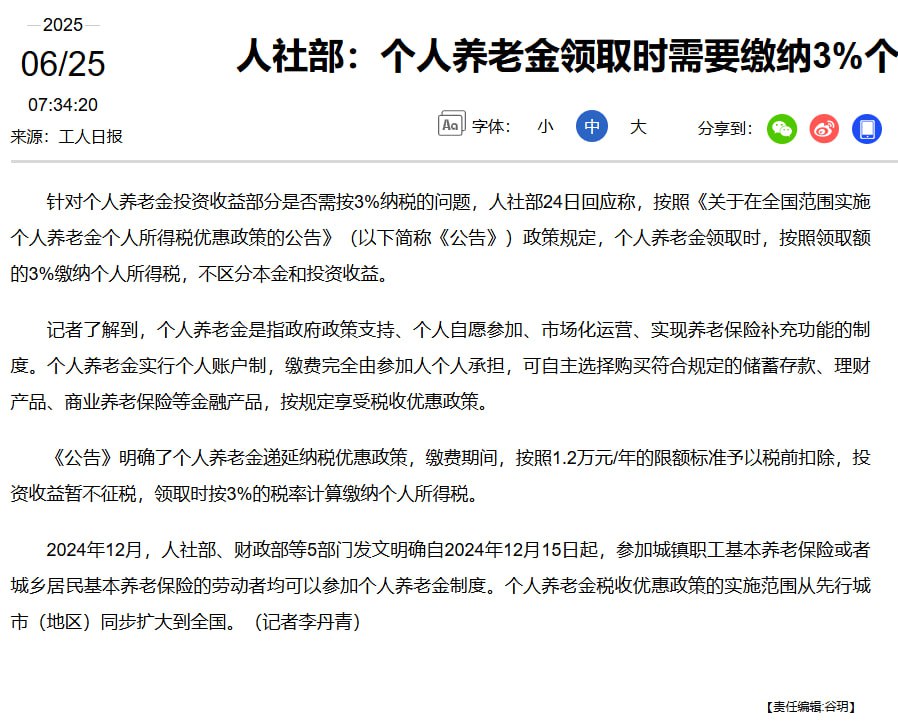 2025
06/25
07:34:20
来源：工人日报
人社部：个人养老金领取时需要缴纳3%个
Aa 字体： 小 中 大 分享到：
针对个人养老金投资收益部分是否需按3%纳税的问题，人社部24日回应称，按照《关于在全国范围实施
个人养老金个人所得税优惠政策的公告》（以下简称《公告》）政策规定，个人养老金领取时，按照领取额
的3%缴纳个人所得税，不区分本金和投资收益。
记者了解到，个人养老金是指政府政策支持、个人自愿参加、市场化运营、实现养老保险补充功能的制
度。个人养老金实行个人账户制，缴费完全由参加人个人承担，可自主选择购买符合规定的储蓄存款、理财
产品、商业养老保险等金融产品，按规定享受税收优惠政策。
《公告》明确了个人养老金递延纳税优惠政策，缴费期间，按照1.2万元/年的限额标准予以税前扣除，投
资收益暂不征税，领取时按3%的税率计算缴纳个人所得税。
2024年12月，人社部、财政部等5部门发文明确自2024年12月15日起，参加城镇职工基本养老保险或者
城乡居民基本养老保险的劳动者均可以参加个人养老金制度。个人养老金税收优惠政策的实施范围从先行城
市（地区）同步扩大到全国。（记者李丹青）
【责任编辑:谷玥】